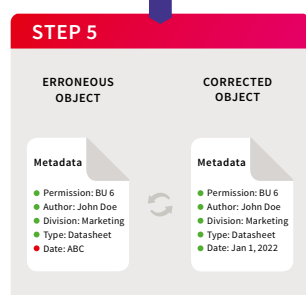 STEP 5
ERRONEOUS
OBJECT
Metadata
Permission: BU 6
Author: John Doe
Division: Marketing
Type: Datasheet
Date: ABC
CORRECTED
OBJECT
Metadata
Permission: BU 6
Author: John Doe
Division: Marketing
Type: Datasheet
Date: Jan 1, 2022